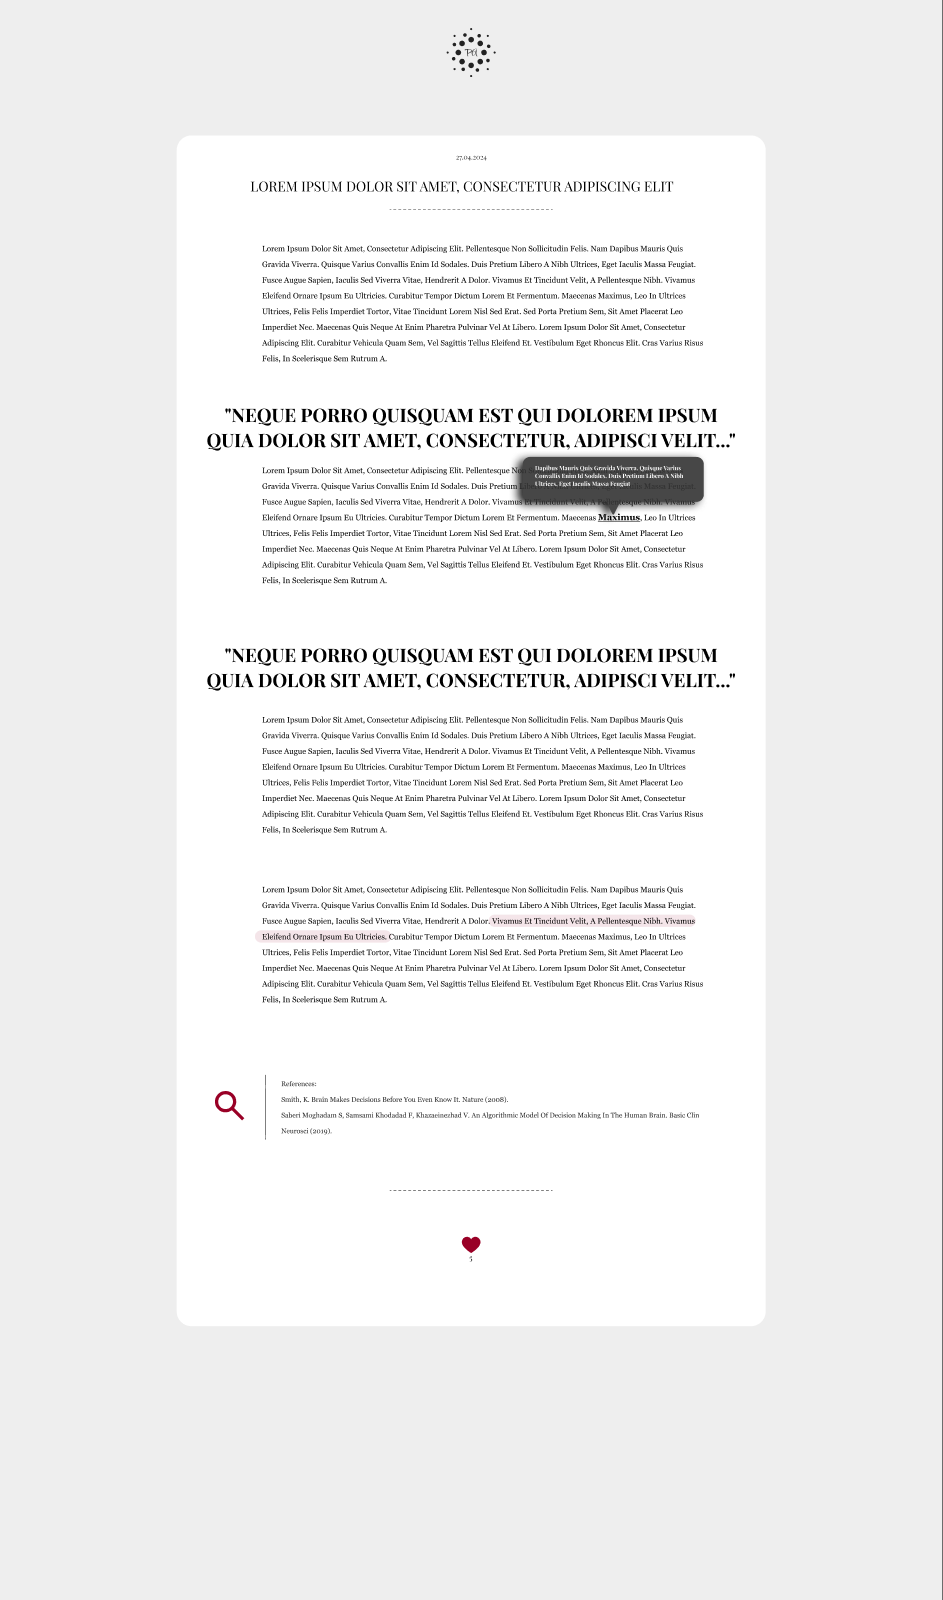 PA
27.04.2024
LOREM IPSUM DOLOR SIT AMET, CONSECTETUR ADIPISCING ELIT
Lorem Ipsum Dolor Sit Amet, Consectetur Adipiscing Elit. Pellentesque Non Sollicitudin Felis. Nam Dapibus Mauris Quis
Gravida Viverra. Quisque Varius Convallis Enim Id Sodales. Duis Pretium Libero A Nibh Ultrices, Eget Iaculis Massa Feugiat.
Fusce Augue Sapien, Iaculis Sed Viverra Vitae, Hendrerit A Dolor. Vivamus Et Tincidunt Velit, A Pellentesque Nibh. Vivamus
Eleifend Ornare Ipsum Eu Ultricies. Curabitur Tempor Dictum Lorem Et Fermentum. Maecenas Maximus, Leo In Ultrices
Ultrices, Felis Felis Imperdiet Tortor, Vitae Tincidunt Lorem Nisl Sed Erat. Sed Porta Pretium Sem, Sit Amet Placerat Leo
Imperdiet Nec. Maecenas Quis Neque At Enim Pharetra Pulvinar Vel At Libero. Lorem Ipsum Dolor Sit Amet, Consectetur
Adipiscing Elit. Curabitur Vehicula Quam Sem, Vel Sagittis Tellus Eleifend Et. Vestibulum Eget Rhoncus Elit. Cras Varius Risus
Felis, In Scelerisque Sem Rutrum A.
"NEQUE PORRO QUISQUAM EST QUI DOLOREM IPSUM
QUIA DOLOR SIT AMET, CONSECTETUR, ADIPISCI VELIT..."
Dapibus Mauris Quis Gravida Viverra. Quisque Varius
Convallis Enim Id Sodales. Duis Pretium Libero A Nibh
Ultrices, Eget Iaculis Massa Feugiat
Lorem Ipsum Dolor Sit Amet, Consectetur Adipiscing Elit. Pellentesque
Gravida Viverra. Quisque Varius Convallis Enim Id Sodales. Duis Pretium
Fusce Augue Sapien, Iaculis Sed Viverra Vitae, Hendrerit A Dolor. Vivamus Et Tincidunt Velit, A Pellentesque Nibh. Vivamus
Eleifend Ornare Ipsum Eu Ultricies. Curabitur Tempor Dictum Lorem Et Fermentum. Maecenas Maximus, Leo In Ultrices
Ultrices, Felis Felis Imperdiet Tortor, Vitae Tincidunt Lorem Nisl Sed Erat. Sed Porta Pretium Sem, Sit Amet Placerat Leo
Imperdiet Nec. Maecenas Quis Neque At Enim Pharetra Pulvinar Vel At Libero. Lorem Ipsum Dolor Sit Amet, Consectetur
Adipiscing Elit. Curabitur Vehicula Quam Sem, Vel Sagittis Tellus Eleifend Et. Vestibulum Eget Rhoncus Elit. Cras Varius Risus
Felis, In Scelerisque Sem Rutrum A.
"NEQUE PORRO QUISQUAM EST QUI DOLOREM IPSUM
QUIA DOLOR SIT AMET, CONSECTETUR, ADIPISCI VELIT..."
Lorem Ipsum Dolor Sit Amet, Consectetur Adipiscing Elit. Pellentesque Non Sollicitudin Felis. Nam Dapibus Mauris Quis
Gravida Viverra. Quisque Varius Convallis Enim Id Sodales. Duis Pretium Libero A Nibh Ultrices, Eget Iaculis Massa Feugiat.
Fusce Augue Sapien, Iaculis Sed Viverra Vitae, Hendrerit A Dolor. Vivamus Et Tincidunt Velit, A Pellentesque Nibh. Vivamus
Eleifend Ornare Ipsum Eu Ultricies. Curabitur Tempor Dictum Lorem Et Fermentum. Maecenas Maximus, Leo In Ultrices
Ultrices, Felis Felis Imperdiet Tortor, Vitae Tincidunt Lorem Nisl Sed Erat. Sed Porta Pretium Sem, Sit Amet Placerat Leo
Imperdiet Nec. Maecenas Quis Neque At Enim Pharetra Pulvinar Vel At Libero. Lorem Ipsum Dolor Sit Amet, Consectetur
Adipiscing Elit. Curabitur Vehicula Quam Sem, Vel Sagittis Tellus Eleifend Et. Vestibulum Eget Rhoncus Elit. Cras Varius Risus
Felis, In Scelerisque Sem Rutrum A.
Lorem Ipsum Dolor Sit Amet, Consectetur Adipiscing Elit. Pellentesque Non Sollicitudin Felis. Nam Dapibus Mauris Quis
Gravida Viverra. Quisque Varius Convallis Enim Id Sodales. Duis Pretium Libero A Nibh Ultrices, Eget Iaculis Massa Feugiat.
Fusce Augue Sapien, Iaculis Sed Viverra Vitae, Hendrerit A Dolor. Vivamus Et Tincidunt Velit, A Pellentesque Nibh. Vivamus
Eleifend Ornare Ipsum Eu Ultricies. Curabitur Tempor Dictum Lorem Et Fermentum. Maecenas Maximus, Leo In Ultrices
Ultrices, Felis Felis Imperdiet Tortor, Vitae Tincidunt Lorem Nisl Sed Erat. Sed Porta Pretium Sem, Sit Amet Placerat Leo
Imperdiet Nec. Maecenas Quis Neque At Enim Pharetra Pulvinar Vel At Libero. Lorem Ipsum Dolor Sit Amet, Consectetur
Adipiscing Elit. Curabitur Vehicula Quam Sem, Vel Sagittis Tellus Eleifend Et. Vestibulum Eget Rhoncus Elit. Cras Varius Risus
Felis, In Scelerisque Sem Rutrum A.
References:
Smith, K. Brain Makes Decisions Before You Even Know It. Nature (2008).
Saberi Moghadam S, Samsami Khodadad F, Khazaeinezhad V. An Algorithmic Model Of Decision Making In The Human Brain. Basic Clin
Neurosci (2019).
5